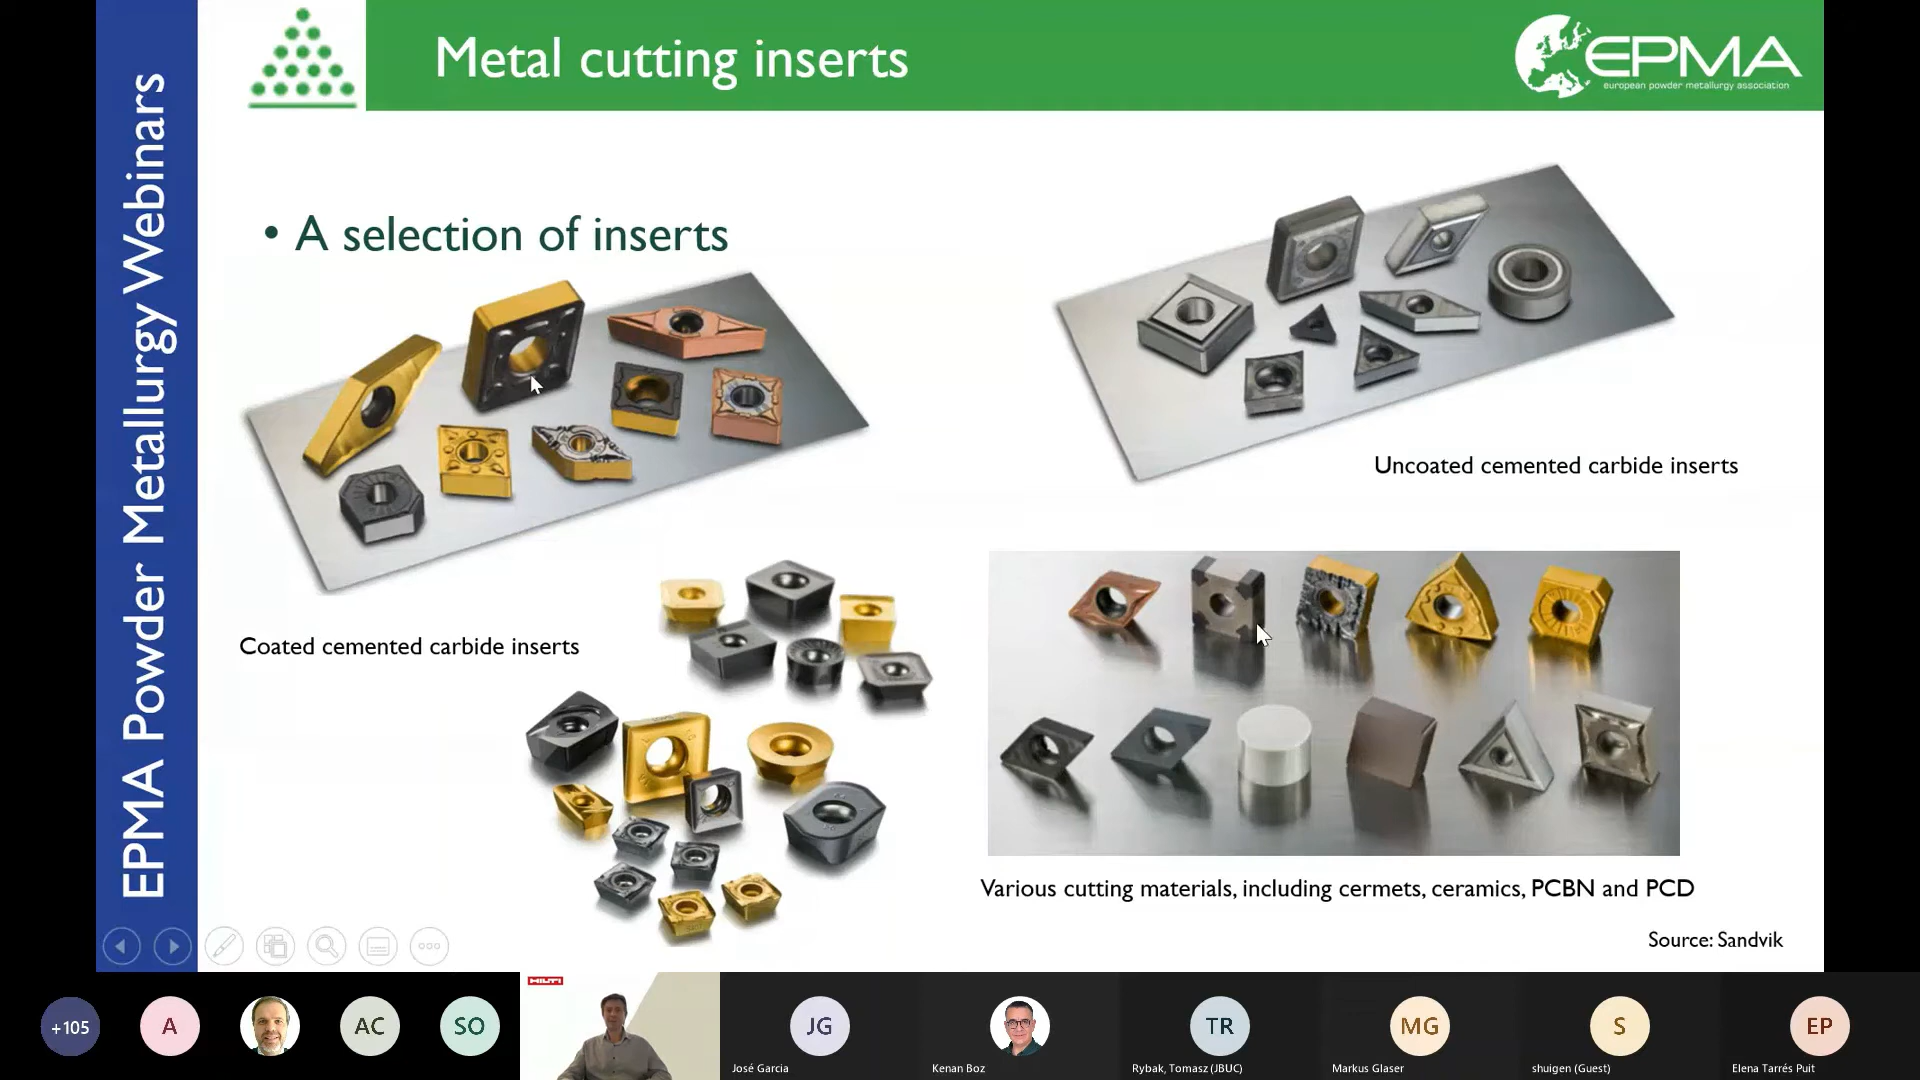 EPMA Powder Metallurgy Webinars
Metal cutting inserts
EPMA
european powder metallurgy association
• A selection of inserts
Uncoated cemented carbide inserts
Coated cemented carbide inserts
Various cutting materials, including cermets, ceramics, PCBN and PCD
Source: Sandvik
+105
A
AC
SO
HILTI
JG
José Garcia
Kenan Boz
TR
Rybak, Tomasz (JBUC)
MG
Markus Glaser
S
shuigen (Guest)
EP
Elena Tarrés Puit